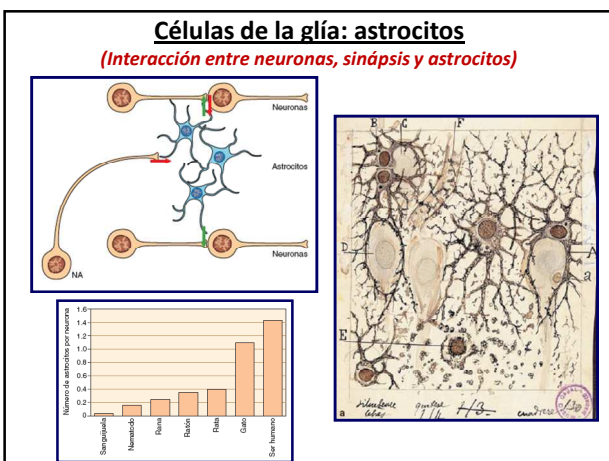 Células de la glía: astrocitos
(Interacción entre neuronas, sinápsis y astrocitos)
Neuronas
Astrocitos
Neuronas
NA
Número de astrocitos por neurona
1.6
1.4
1.2
1.0
0.8
0.6
0.4
0.2
0
Sanguijuela
Nematodo
Rana
Ratón
Rata
Gato
Ser humano
B
C
F
D
A
a
E
a